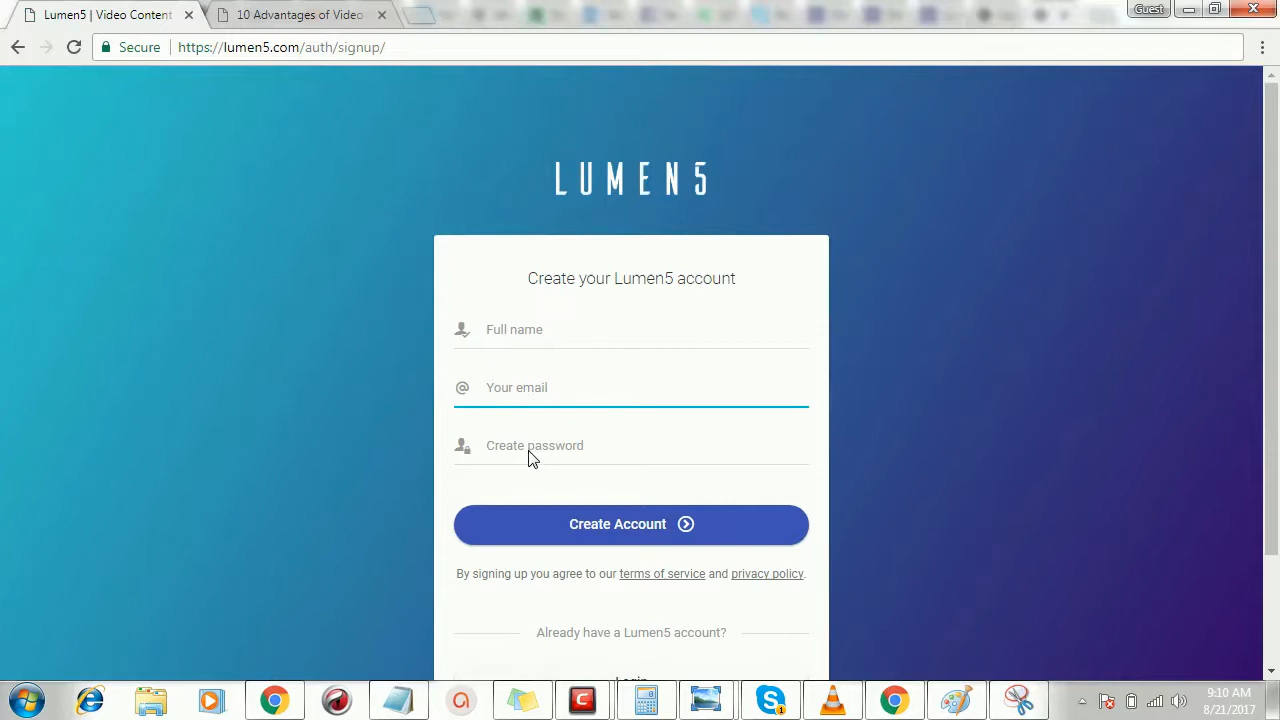 Lumen5 | Video Content
10 Advantages of Video
Guest
Secure
https://lumen5.com/auth/signup/
LUMEN5
Create your Lumen5 account
Full name
@ Your email
Create password
Create Account
By signing up you agree to our terms of service and privacy policy.
Already have a Lumen5 account?
Login
9:10 AM
8/21/2017